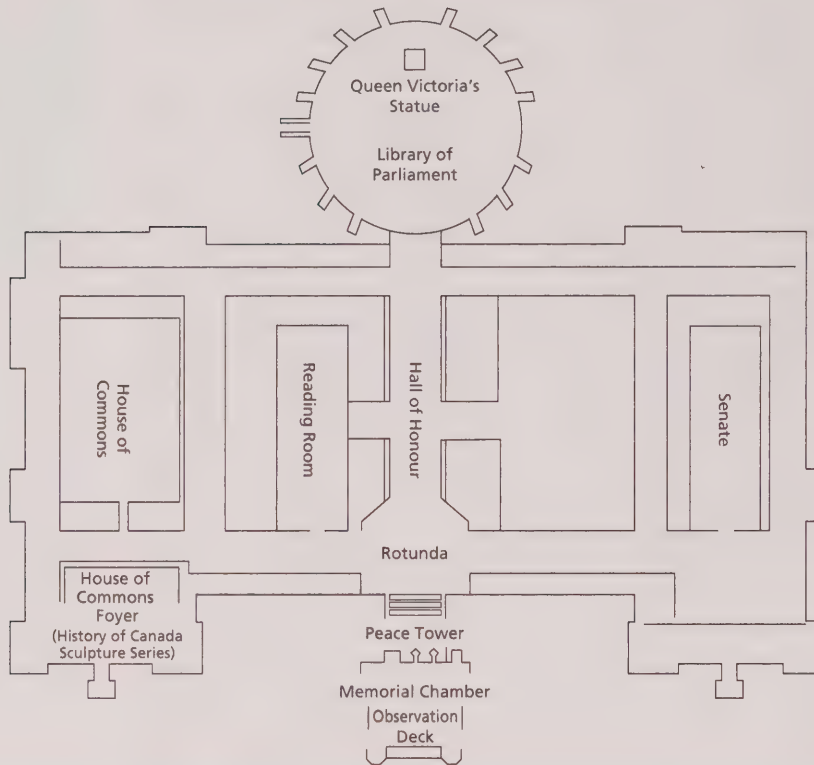 Queen Victoria's
Statue
Library of
Parliament
House of
Commons
Reading Room
Hall of Honour
Senate
Rotunda
House of
Commons
Foyer
(History of Canada
Sculpture Series)
Peace Tower
Memorial Chamber
Observation
Deck